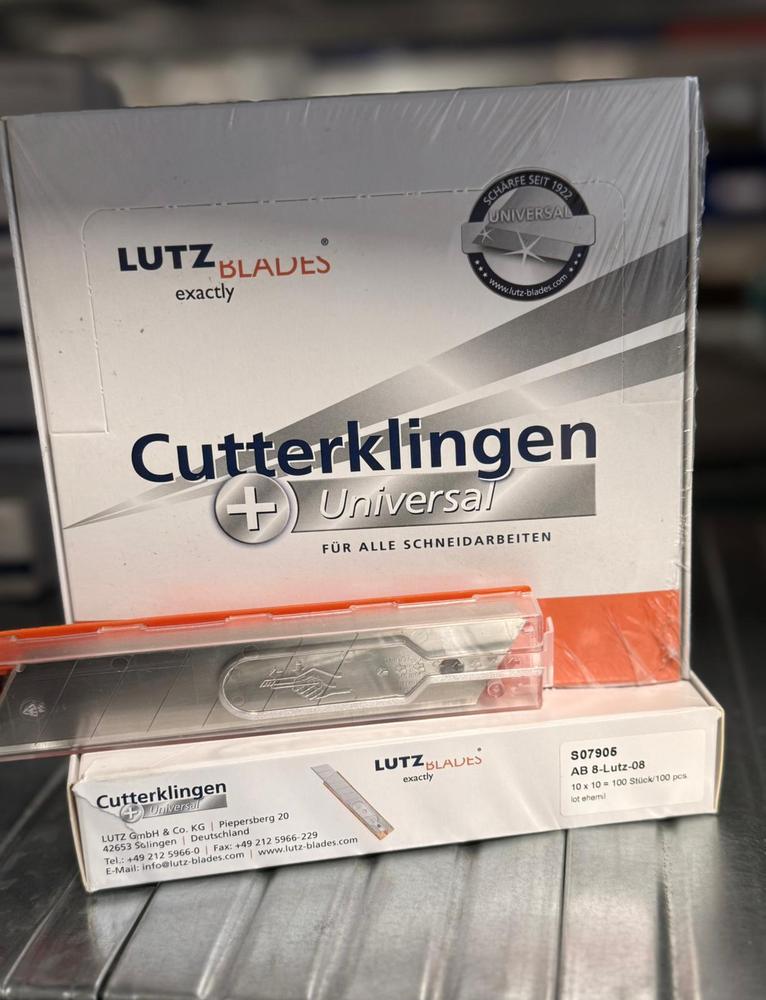 SCHÄRFE SEIT 1922
UNIVERSAL
www.lutz-blades.com
LUTZ BLADES®
exactly
Cutterklingen
+ Universal
FÜR ALLE SCHNEIDARBEITEN
Cutterklingen
+ Universal
LUTZ GmbH & Co. KG | Piepersberg 20
42653 Solingen | Deutschland
Tel.: +49 212 5966-0 | Fax: +49 212 5966-229
E-Mail: info@lutz-blades.com | www.lutz-blades.com
LUTZ BLADES®
exactly
S07905
AB 8-Lutz-08
10 x 10 = 100 Stück/100 pcs.